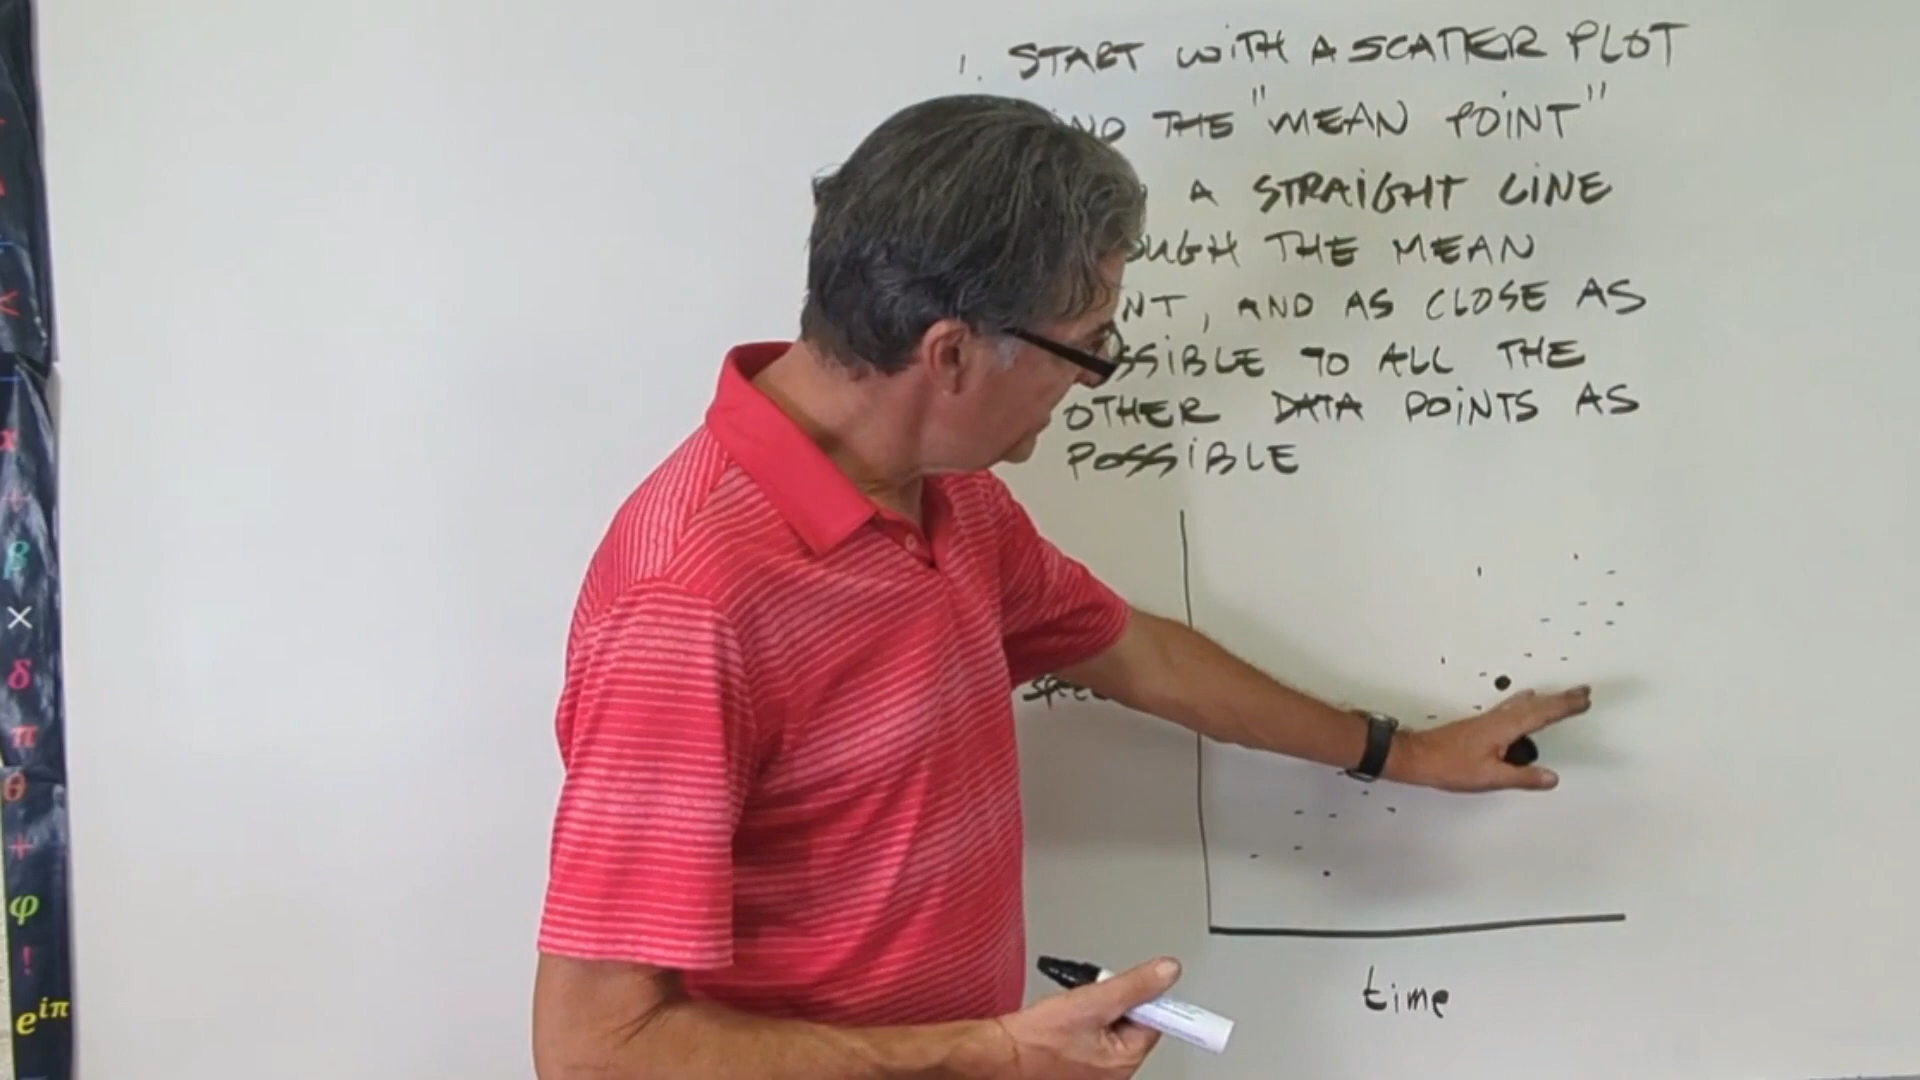 1. START WITH A SCATTER PLOT
THE "MEAN POINT"
A STRAIGHT LINE
THE MEAN
, AND AS CLOSE AS
TO ALL THE
OTHER DATA POINTS AS
POSSIBLE
time
<
α
÷
β
×
δ
π
θ
+
φ
!
e^iπ